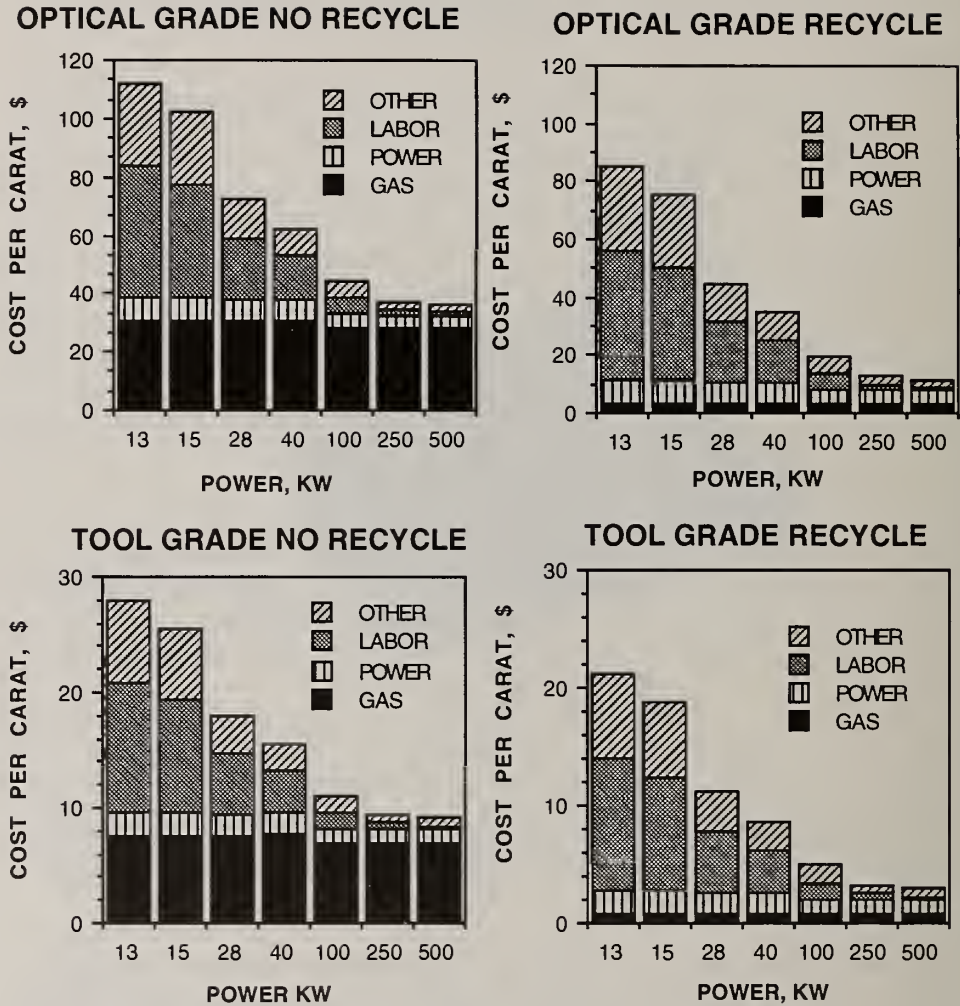 OPTICAL GRADE NO RECYCLE
COST PER CARAT, $
120
100
80
60
40
20
0
OTHER
LABOR
POWER
GAS
13 15 28 40 100 250 500
POWER, KW
OPTICAL GRADE RECYCLE
COST PER CARAT, $
120
100
80
60
40
20
0
OTHER
LABOR
POWER
GAS
13 15 28 40 100 250 500
POWER, KW
TOOL GRADE NO RECYCLE
COST PER CARAT, $
30
20
10
0
OTHER
LABOR
POWER
GAS
13 15 28 40 100 250 500
POWER KW
TOOL GRADE RECYCLE
COST PER CARAT, $
30
20
10
0
OTHER
LABOR
POWER
GAS
13 15 28 40 100 250 500
POWER, KW